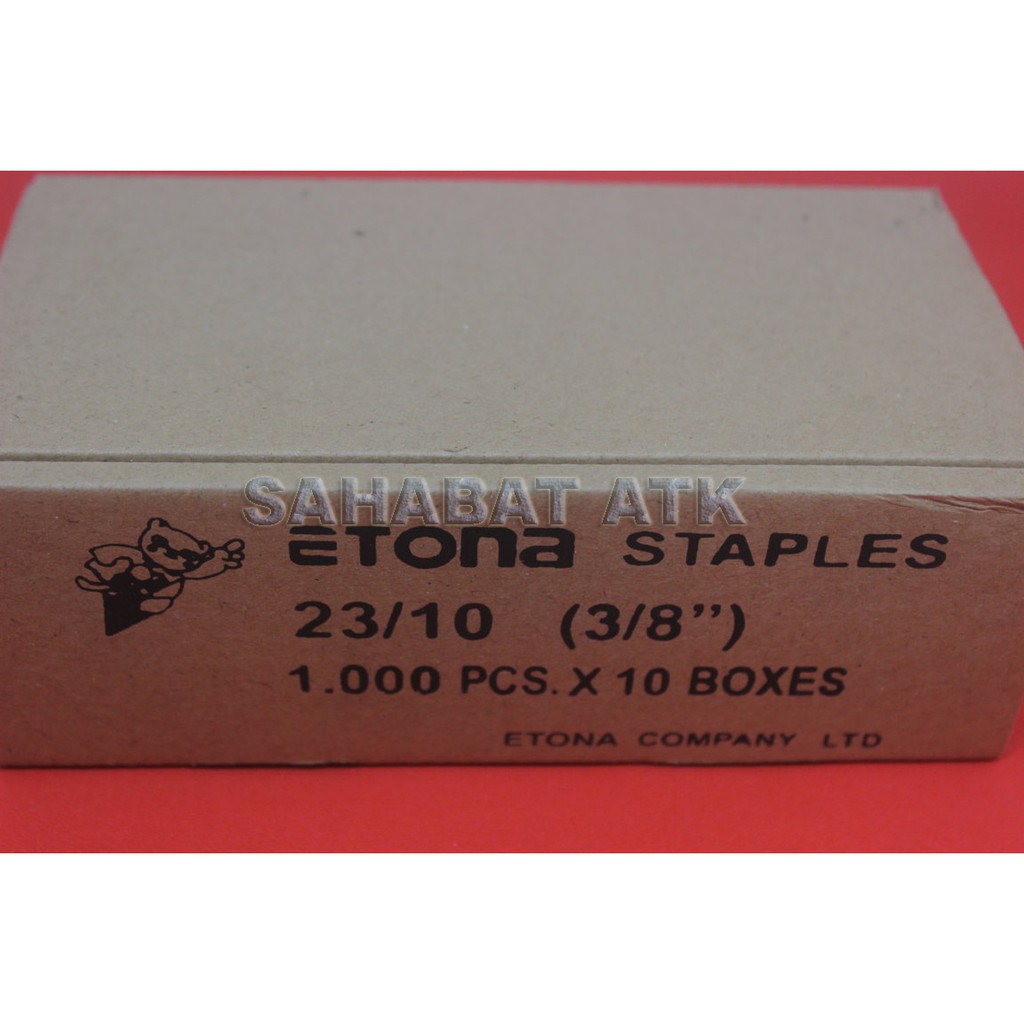 SAHABAT ATK
ETONA STAPLES
23/10 (3/8")
1.000 PCS. X 10 BOXES
ETONA COMPANY LTD